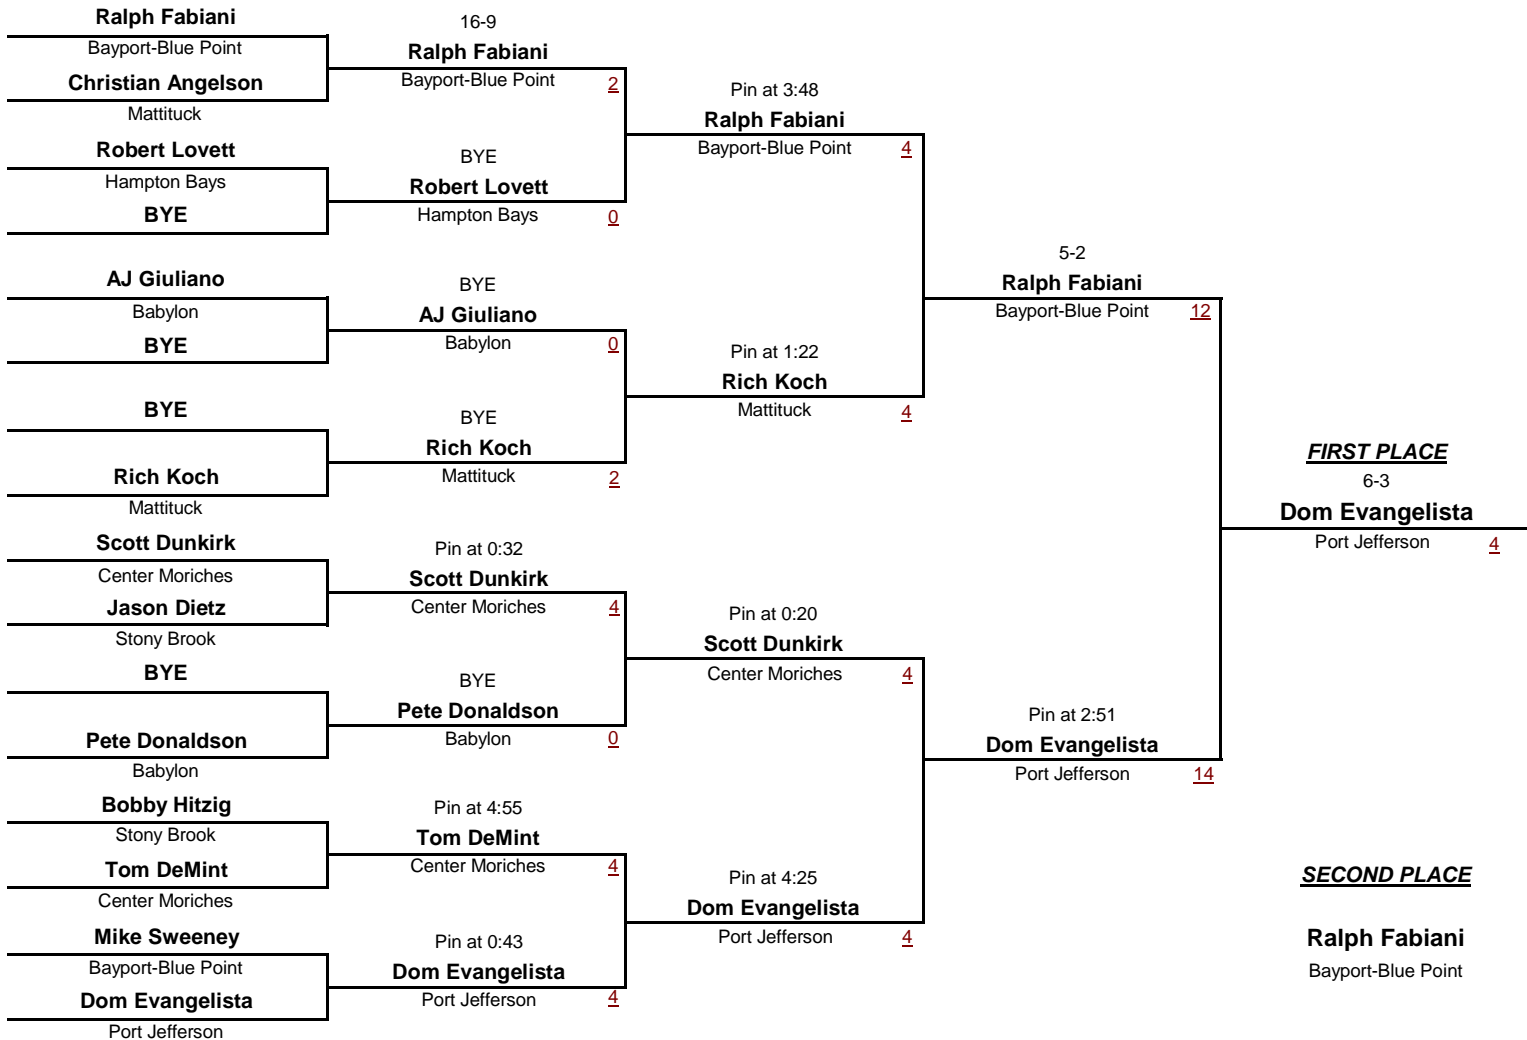 Ralph Fabiani
Bayport-Blue Point
Christian Angelson
Mattituck
Robert Lovett
Hampton Bays
BYE
AJ Giuliano
Babylon
BYE
BYE
Rich Koch
Mattituck
Scott Dunkirk
Center Moriches
Jason Dietz
Stony Brook
BYE
Pete Donaldson
Babylon
Bobby Hitzig
Stony Brook
Tom DeMint
Center Moriches
Mike Sweeney
Bayport-Blue Point
Dom Evangelista
Port Jefferson
16-9
Ralph Fabiani
Bayport-Blue Point 2
BYE
Robert Lovett
Hampton Bays 0
BYE
AJ Giuliano
Babylon 0
BYE
Rich Koch
Mattituck 2
Pin at 0:32
Scott Dunkirk
Center Moriches 4
BYE
Pete Donaldson
Babylon 0
Pin at 4:55
Tom DeMint
Center Moriches 4
Pin at 0:43
Dom Evangelista
Port Jefferson 4
Pin at 3:48
Ralph Fabiani
Bayport-Blue Point 4
Pin at 1:22
Rich Koch
Mattituck 4
Pin at 0:20
Scott Dunkirk
Center Moriches 4
Pin at 4:25
Dom Evangelista
Port Jefferson 4
5-2
Ralph Fabiani
Bayport-Blue Point 12
Pin at 2:51
Dom Evangelista
Port Jefferson 14
FIRST PLACE
6-3
Dom Evangelista
Port Jefferson 4
SECOND PLACE
Ralph Fabiani
Bayport-Blue Point